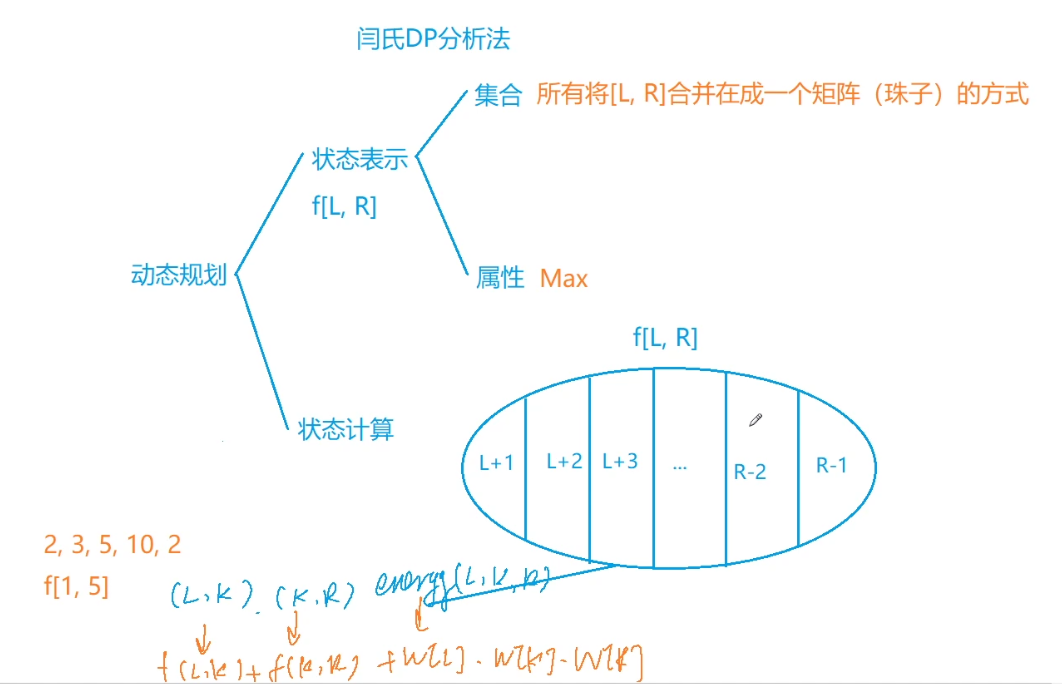 闫氏DP分析法
集合 所有将[L, R]合并在成一个矩阵（珠子）的方式
状态表示
f[L, R]
动态规划
属性 Max
f[L, R]
状态计算
L+1 L+2 L+3 ... R-2 R-1
2, 3, 5, 10, 2
f[1, 5]
(L,K). (K,R) energy(L,K,R)
f(L,K)+f(K,R) +W[L]·W[K]·W[R]